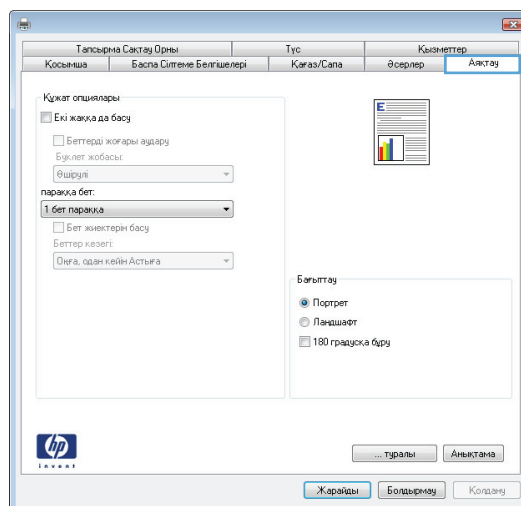 Тапсырма Сақтау Орны
Түс
Қызметтер
Қосымша
Баспа Сілтеме Белгішелері
Қағаз/Сапа
Әсерлер
Аяқтау
Құжат опциялары
Екі жаққа да басу
Беттерді жоғары аудару
Буклет жобасы:
Өшірулі
параққа бет:
1 бет параққа
Бет жиектерін басу
Беттер кезегі:
Оңға, одан кейін Астыға
E
Бағыттау
Портрет
Ландшафт
180 градусқа бұру
hp
invent
... туралы
Анықтама
Жарайды
Болдырмау
Қолдану